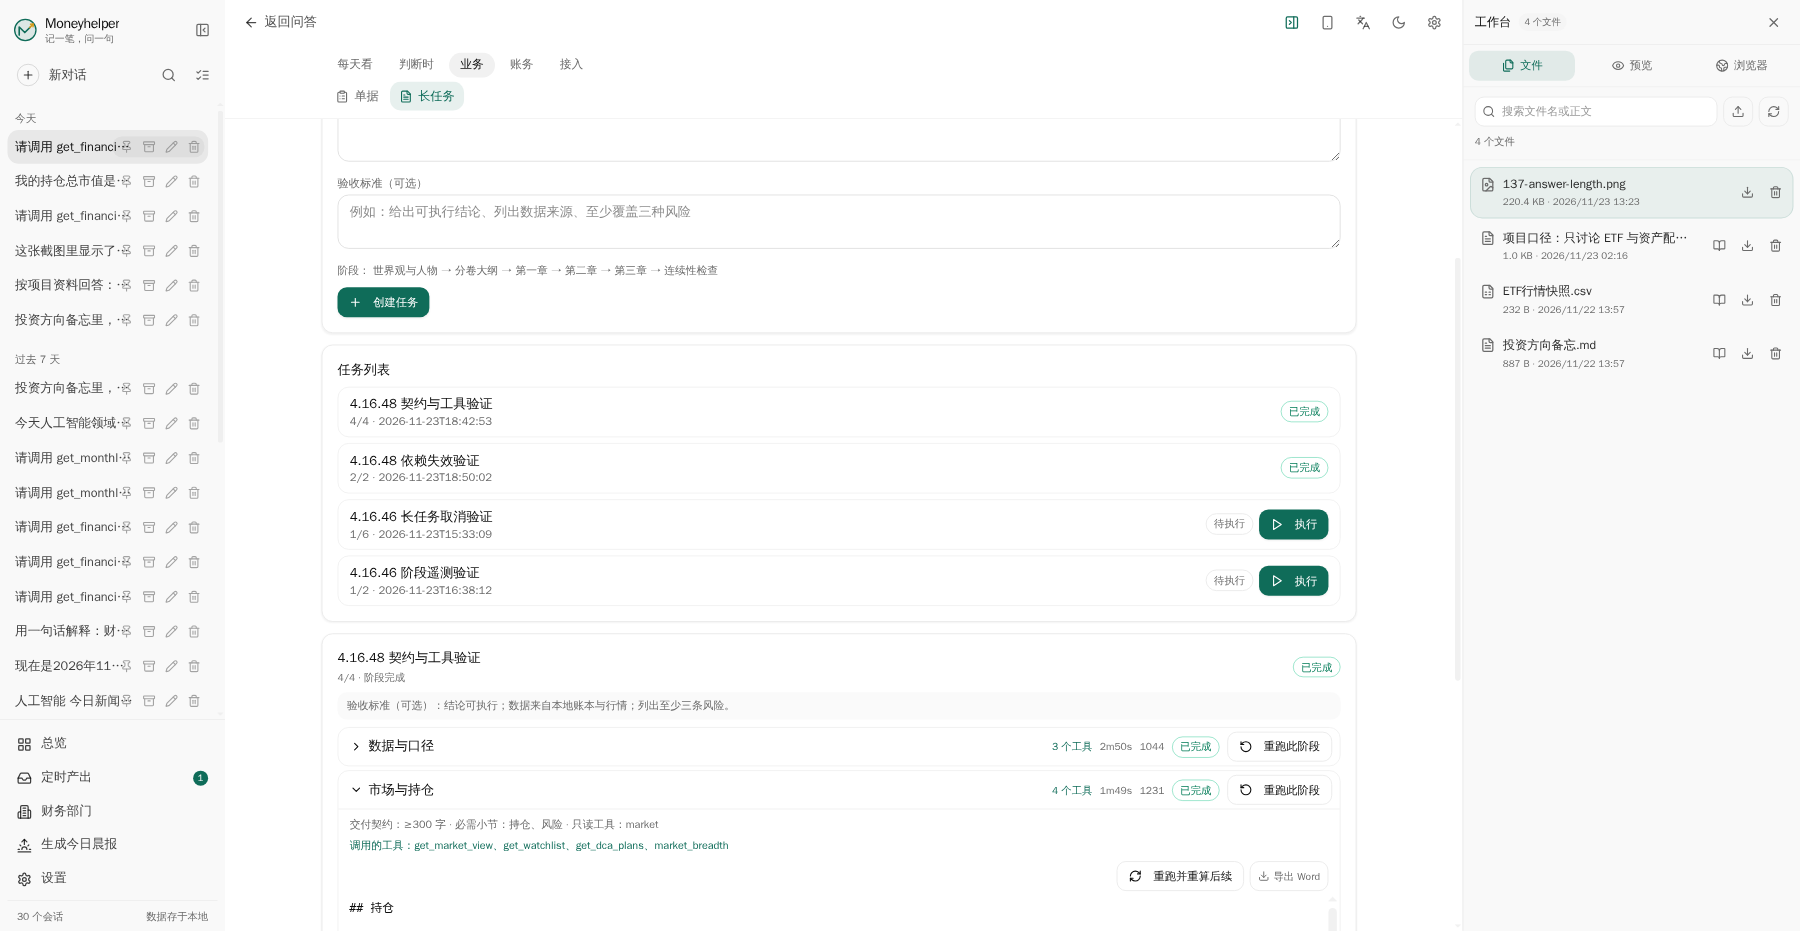 Moneyhelper
记一笔，问一句
新对话
今天
请调用 get_financi···
我的持仓总市值是···
请调用 get_financi···
这张截图里显示了···
按项目资料回答：···
投资方向备忘里，···
过去 7 天
投资方向备忘里，···
今天人工智能领域···
请调用 get_monthl···
请调用 get_monthl···
请调用 get_financi···
请调用 get_financi···
请调用 get_financi···
用一句话解释：财···
现在是2026年11···
人工智能 今日新闻···
总览
定时产出
1
财务部门
生成今日晨报
设置
30 个会话
数据存于本地
返回问答
每天看
判断时
业务
账务
接入
单据
长任务
验收标准（可选）
例如：给出可执行结论、列出数据来源、至少覆盖三种风险
阶段： 世界观与人物 → 分卷大纲 → 第一章 → 第二章 → 第三章 → 连续性检查
创建任务
任务列表
4.16.48 契约与工具验证
4/4 · 2026-11-23T18:42:53
已完成
4.16.48 依赖失效验证
2/2 · 2026-11-23T18:50:02
已完成
4.16.46 长任务取消验证
1/6 · 2026-11-23T15:33:09
待执行
执行
4.16.46 阶段遥测验证
1/2 · 2026-11-23T16:38:12
待执行
执行
4.16.48 契约与工具验证
4/4 · 阶段完成
已完成
验收标准（可选）：结论可执行；数据来自本地账本与行情；列出至少三条风险。
数据与口径
3 个工具 2m50s 1044 已完成 重跑此阶段
市场与持仓
4 个工具 1m49s 1231 已完成 重跑此阶段
交付契约：≥300 字 · 必需小节：持仓、风险 · 只读工具：market
调用的工具：get_market_view、get_watchlist、get_dca_plans、market_breadth
重跑并重算后续
导出 Word
## 持仓
工作台
4 个文件
文件
预览
浏览器
搜索文件名或正文
4 个文件
137-answer-length.png
220.4 KB · 2026/11/23 13:23
项目口径：只讨论 ETF 与资产配···
1.0 KB · 2026/11/23 02:16
ETF行情快照.csv
232 B · 2026/11/22 13:57
投资方向备忘.md
887 B · 2026/11/22 13:57